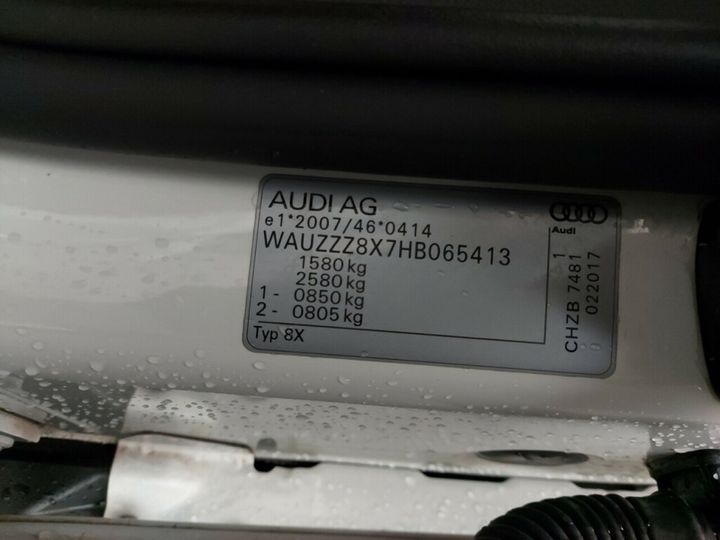 AUDI AG
Audi
e1*2007/46*0414
WAUZZZ8X7HB065413
1580 kg
2580 kg
1 - 0850 kg
2 - 0805 kg
Typ 8X
CHZB 7481 1
022017